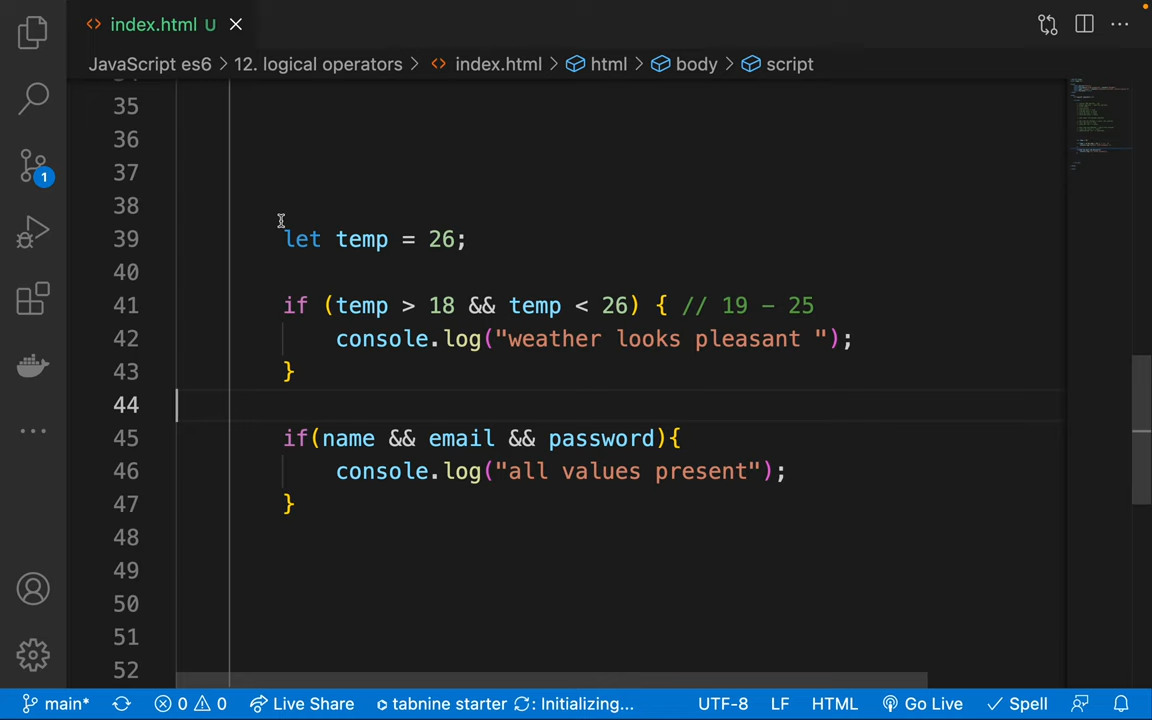 index.html U
JavaScript es6 > 12. logical operators > index.html > html > body > script
35
36
37
38
39 let temp = 26;
40
41 if (temp > 18 && temp < 26) { // 19 - 25
42 console.log("weather looks pleasant ");
43 }
44
45 if(name && email && password){
46 console.log("all values present");
47 }
48
49
50
51
52
1
main* 0 0 Live Share tabnine starter : Initializing... UTF-8 LF HTML Go Live Spell